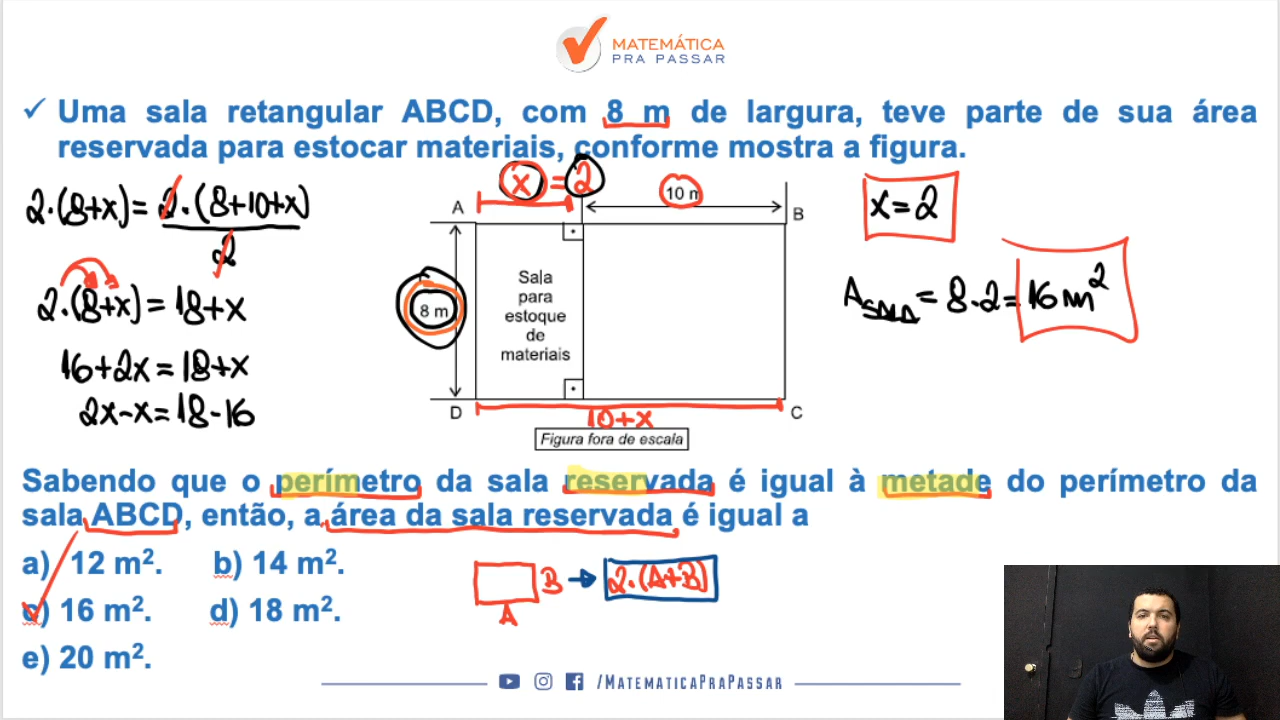 MATEMÁTICA
PRA PASSAR
✓ Uma sala retangular ABCD, com 8 m de largura, teve parte de sua área
reservada para estocar materiais, conforme mostra a figura.
2·(8+x)= 2·(8+10+x)
2
2·(8+x)=18+x
16+2x=18+x
2x-x=18-16
x = 2
10 m
A
B
8 m
Sala
para
estoque
de
materiais
D
C
10+x
Figura fora de escala
x=2
ASALA = 8·2= 16m²
Sabendo que o perímetro da sala reservada é igual à metade do perímetro da
sala ABCD, então, a área da sala reservada é igual a
a) 12 m². b) 14 m².
c) 16 m². d) 18 m².
e) 20 m².
B → 2·(A+B)
A
/MATEMATICAPRAPASSAR